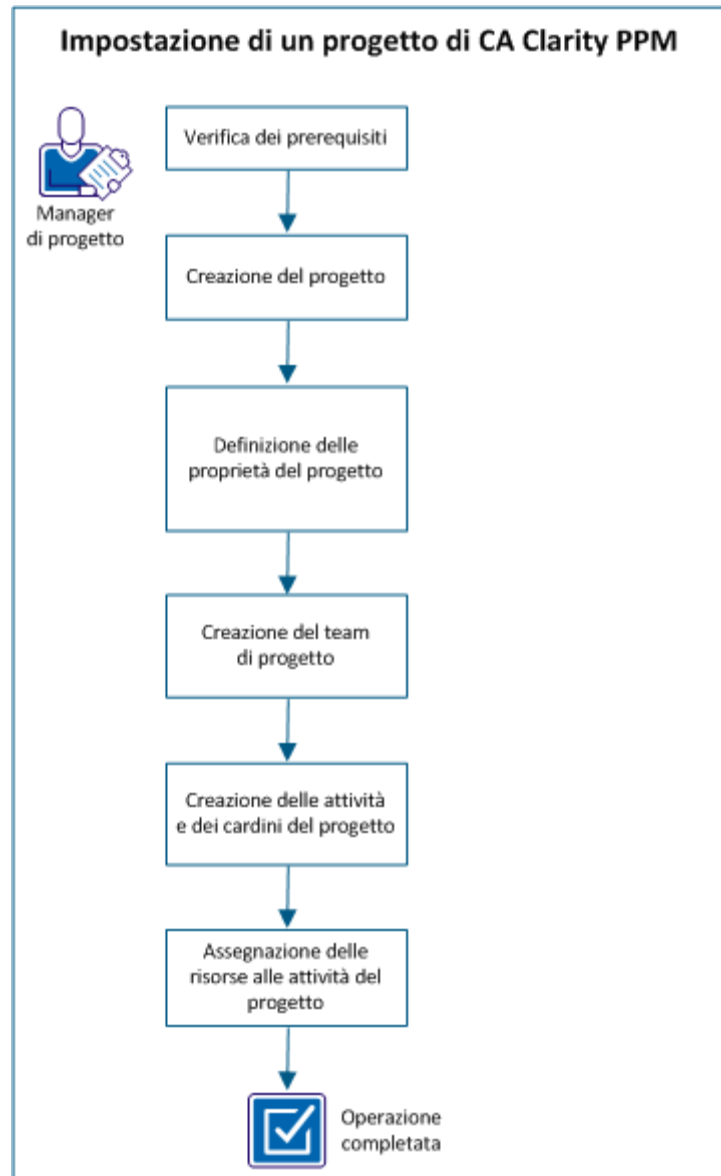 Impostazione di un progetto di CA Clarity PPM
Manager
di progetto
Verifica dei prerequisiti
Creazione del progetto
Definizione delle
proprietà del progetto
Creazione del team
di progetto
Creazione delle attività
e dei cardini del progetto
Assegnazione delle
risorse alle attività del
progetto
Operazione
completata